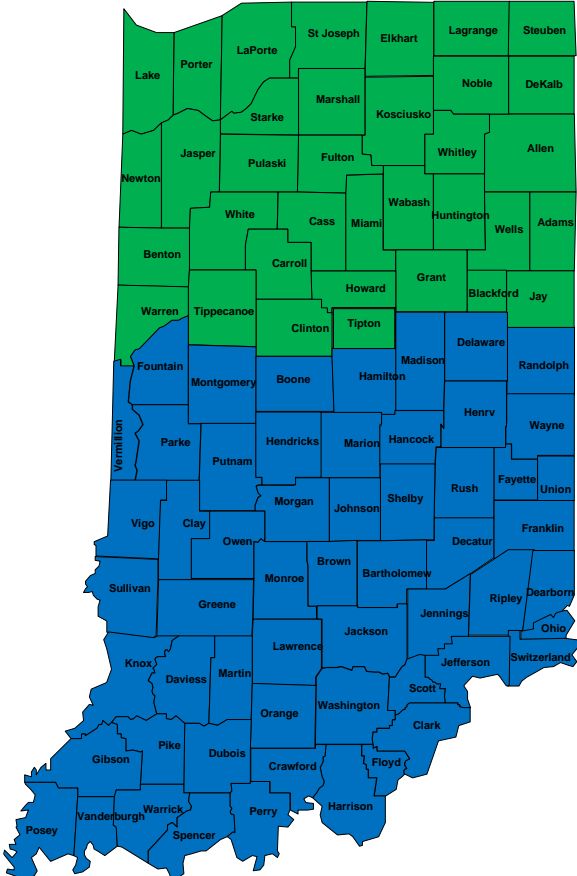 St Joseph
Lagrange
Steuben
Elkhart
LaPorte
Porter
Lake
Noble
DeKalb
Marshall
Starke
Kosciusko
Allen
Whitley
Jasper
Fulton
Pulaski
Newton
Wabash
Huntington
White
Cass
Miami
Adams
Wells
Benton
Carroll
Grant
Howard
Blackford
Jay
Warren
Tippecanoe
Tipton
Clinton
Delaware
Madison
Randolph
Fountain
Hamilton
Boone
Montgomery
Henrv
Wayne
Vermillion
Parke
Hendricks
Marion
Hancock
Putnam
Fayette
Union
Rush
Shelby
Morgan
Johnson
Vigo
Clay
Franklin
Owen
Decatur
Brown
Bartholomew
Monroe
Sullivan
Dearborn
Ripley
Greene
Jennings
Ohio
Jackson
Lawrence
Switzerland
Jefferson
Knox
Martin
Daviess
Scott
Washington
Orange
Clark
Pike
Dubois
Gibson
Floyd
Crawford
Harrison
Warrick
Perry
Vanderburgh
Posey
Spencer